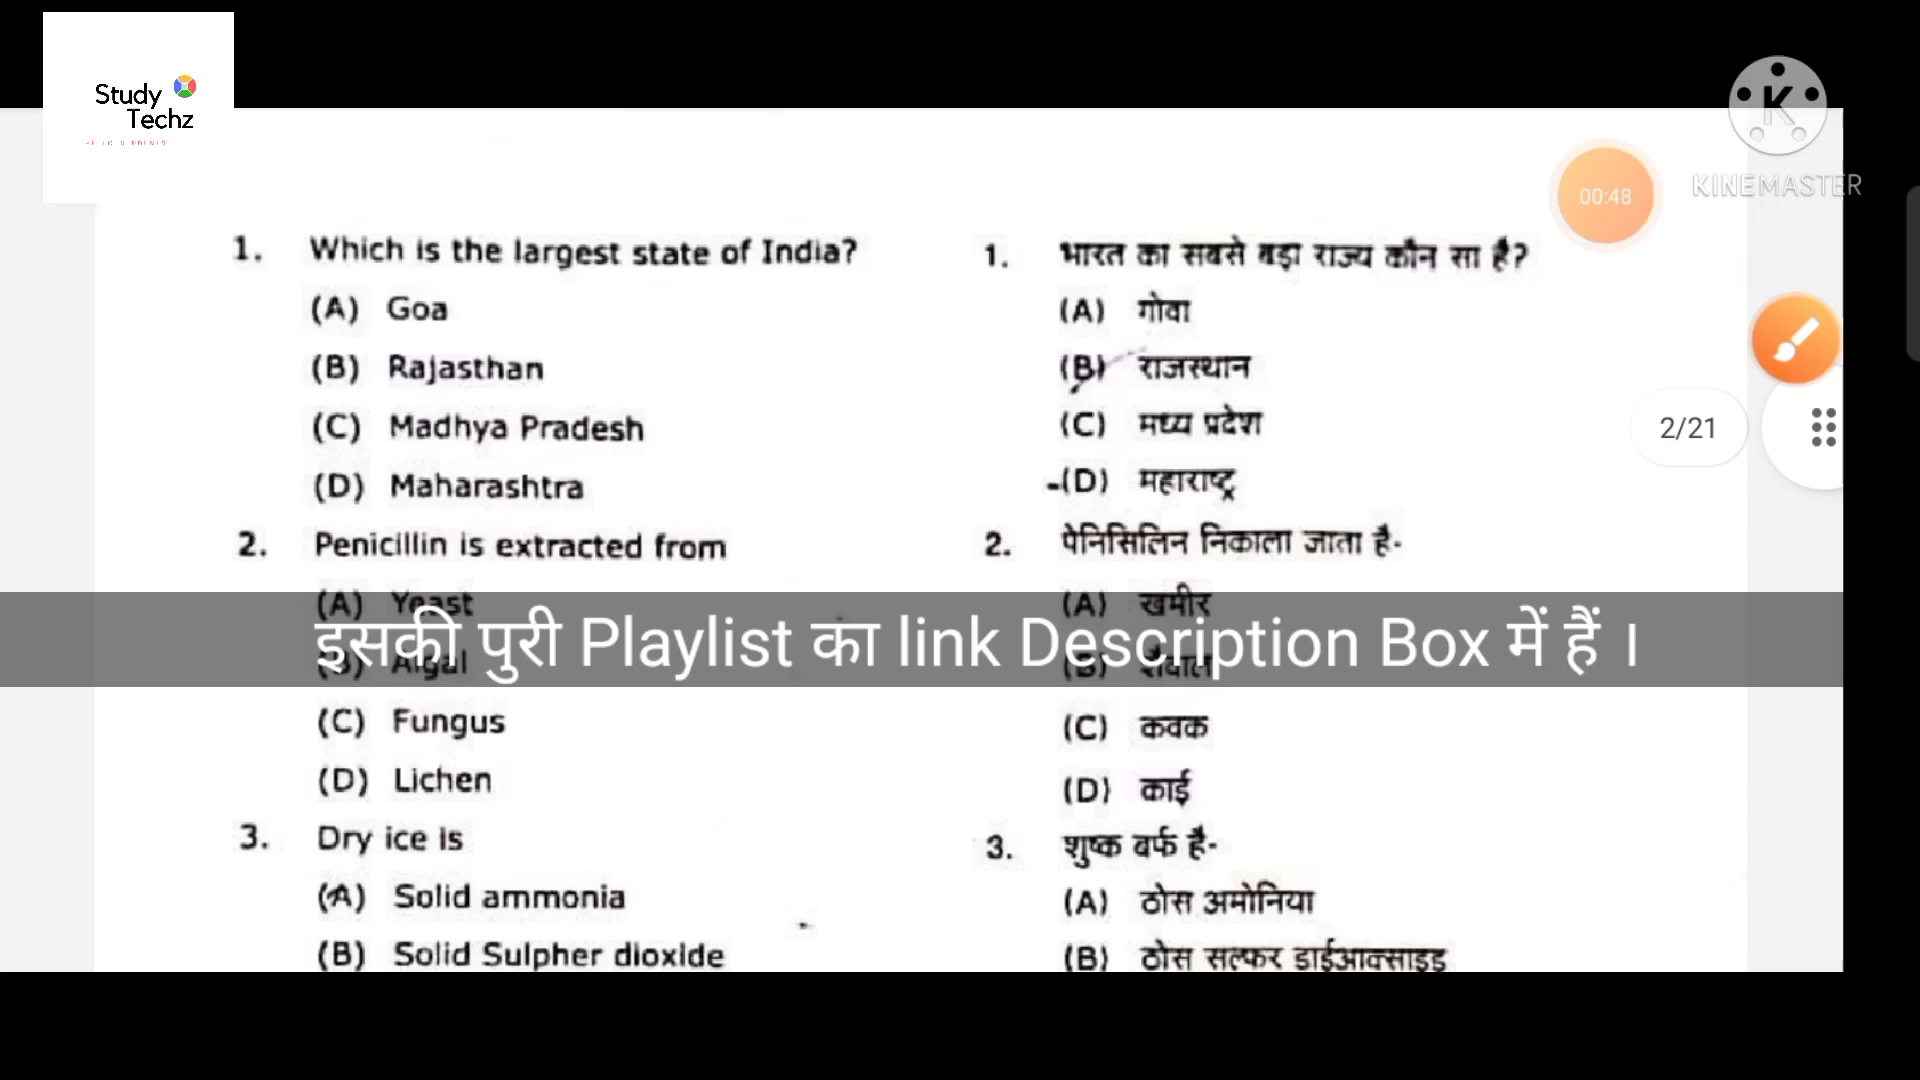 Study
Techz
00:48
KINEMASTER
2/21
1. Which is the largest state of India?
(A) Goa
(B) Rajasthan
(C) Madhya Pradesh
(D) Maharashtra
2. Penicillin is extracted from
(A) Yeast
(B) Algal
(C) Fungus
(D) Lichen
3. Dry ice is
(A) Solid ammonia
(B) Solid Sulpher dioxide
1. भारत का सबसे बड़ा राज्य कौन सा है?
(A) गोवा
(B) राजस्थान
(C) मध्य प्रदेश
(D) महाराष्ट्र
2. पेनिसिलिन निकाला जाता है-
(A) खमीर
(B) शैवाल
(C) कवक
(D) काई
3. शुष्क बर्फ है-
(A) ठोस अमोनिया
(B) ठोस सल्फर डाईआक्साइड
इसकी पुरी Playlist का link Description Box में हैं ।